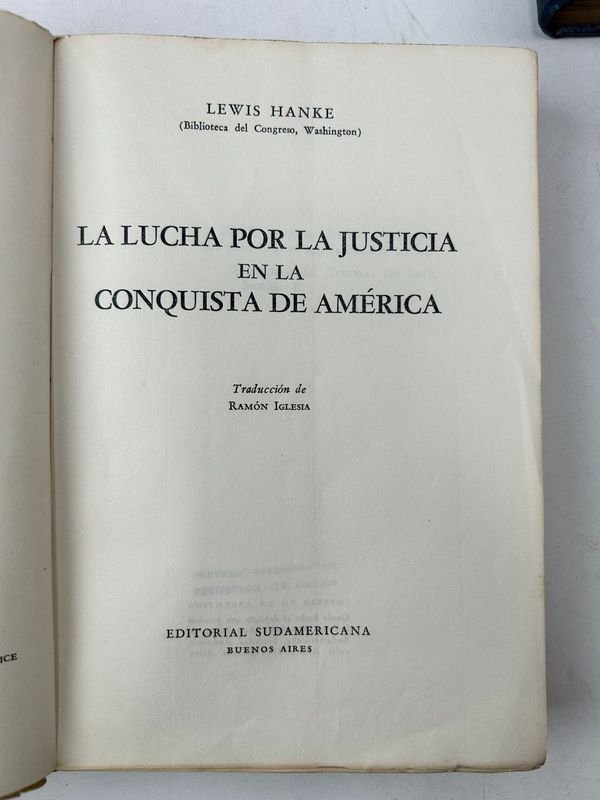 LEWIS HANKE
(Biblioteca del Congreso, Washington)
LA LUCHA POR LA JUSTICIA
EN LA
CONQUISTA DE AMÉRICA
Traducción de
RAMÓN IGLESIA
EDITORIAL SUDAMERICANA
BUENOS AIRES